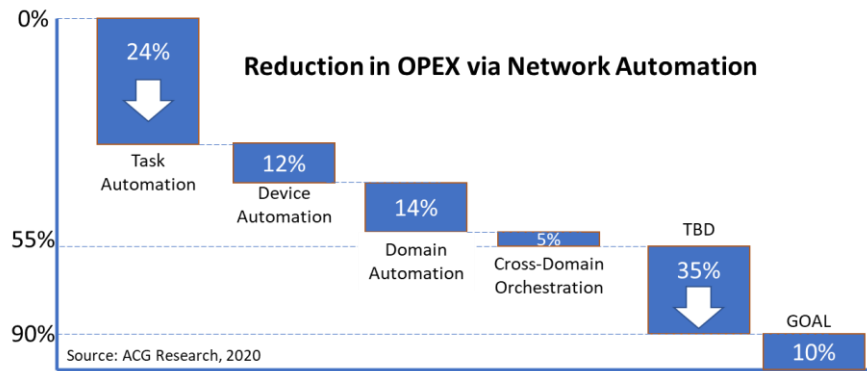 0%
24%
Reduction in OPEX via Network Automation
Task
Automation
12%
Device
Automation
14%
Domain
Automation
55%
5%
Cross-Domain
Orchestration
TBD
35%
90%
GOAL
10%
Source: ACG Research, 2020